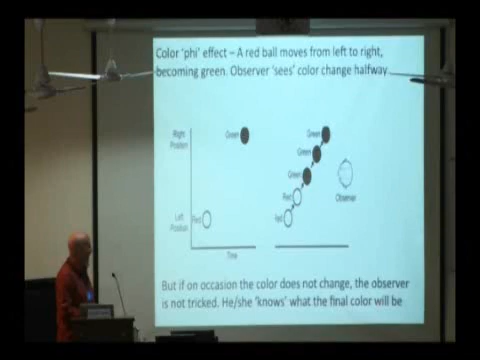 Color 'phi' effect – A red ball moves from left to right,
becoming green. Observer 'sees' color change halfway
Right
Position
Green
Green
Green
Green
Red
Red
Observer
Left
Position
Red
Time
But if on occasion the color does not change, the observer
is not tricked. He/she 'knows' what the final color will be